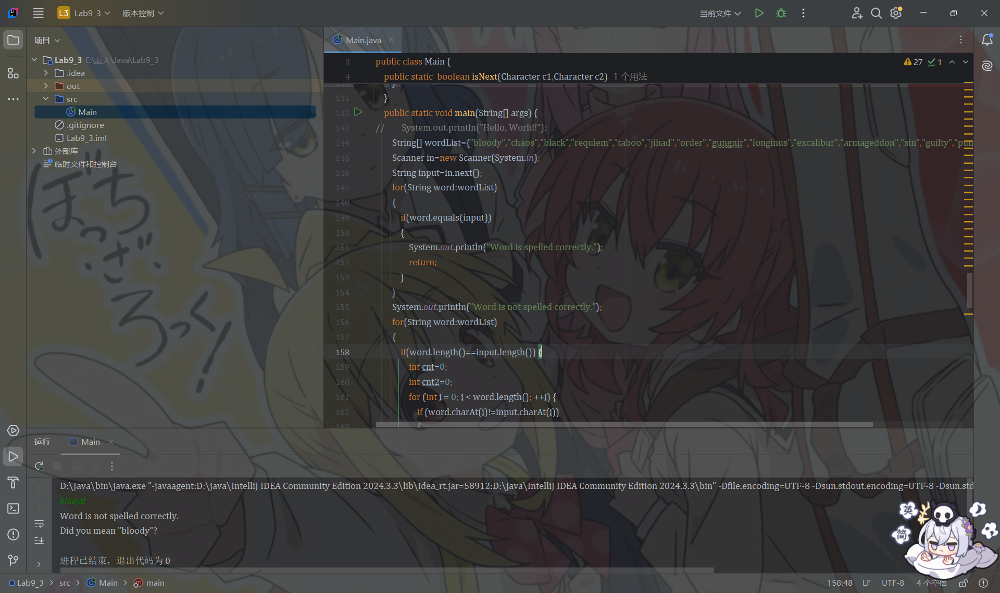 L3 Lab9_3 版本控制 当前文件
项目
Lab9_3 E:\厦大\Java\Lab9_3
.idea
out
src
Main
.gitignore
Lab9_3.iml
外部库
临时文件和控制台
ぼっち・ざ・ろっく!
Main.java
27 1
3 public class Main {
4 public static  boolean isNext(Character c1,Character c2) 1 个用法
140 }
141 }
142 public static void main(String[] args) {
143 //      System.out.println("Hello, World!");
144 String[] wordList={"bloody","chaos","black","requiem","taboo","jihad","order","gungnir","longinus","excalibur","armageddon","sin","guilty","pun
145 Scanner in=new Scanner(System.in);
146 String input=in.next();
147 for(String word:wordList)
148 {
149 if(word.equals(input))
150 {
151 System.out.println("Word is spelled correctly.");
152 return;
153 }
154 }
155 System.out.println("Word is not spelled correctly.");
156 for(String word:wordList)
157 {
158 if(word.length()==input.length()) {
159 int cnt=0;
160 int cnt2=0;
161 for (int i = 0; i < word.length(); ++i) {
162 if (word.charAt(i)!=input.charAt(i))
163 {
运行 Main
D:\Java\bin\java.exe "-javaagent:D:\java\IntelliJ IDEA Community Edition 2024.3.3\lib\idea_rt.jar=58912:D:\java\IntelliJ IDEA Community Edition 2024.3.3\bin" -Dfile.encoding=UTF-8 -Dsun.stdout.encoding=UTF-8 -Dsun.std
blooyd
Word is not spelled correctly.
Did you mean "bloody"?
进程已结束，退出代码为 0
英
简
Lab9_3 src Main main
158:48 LF UTF-8 4 个空格